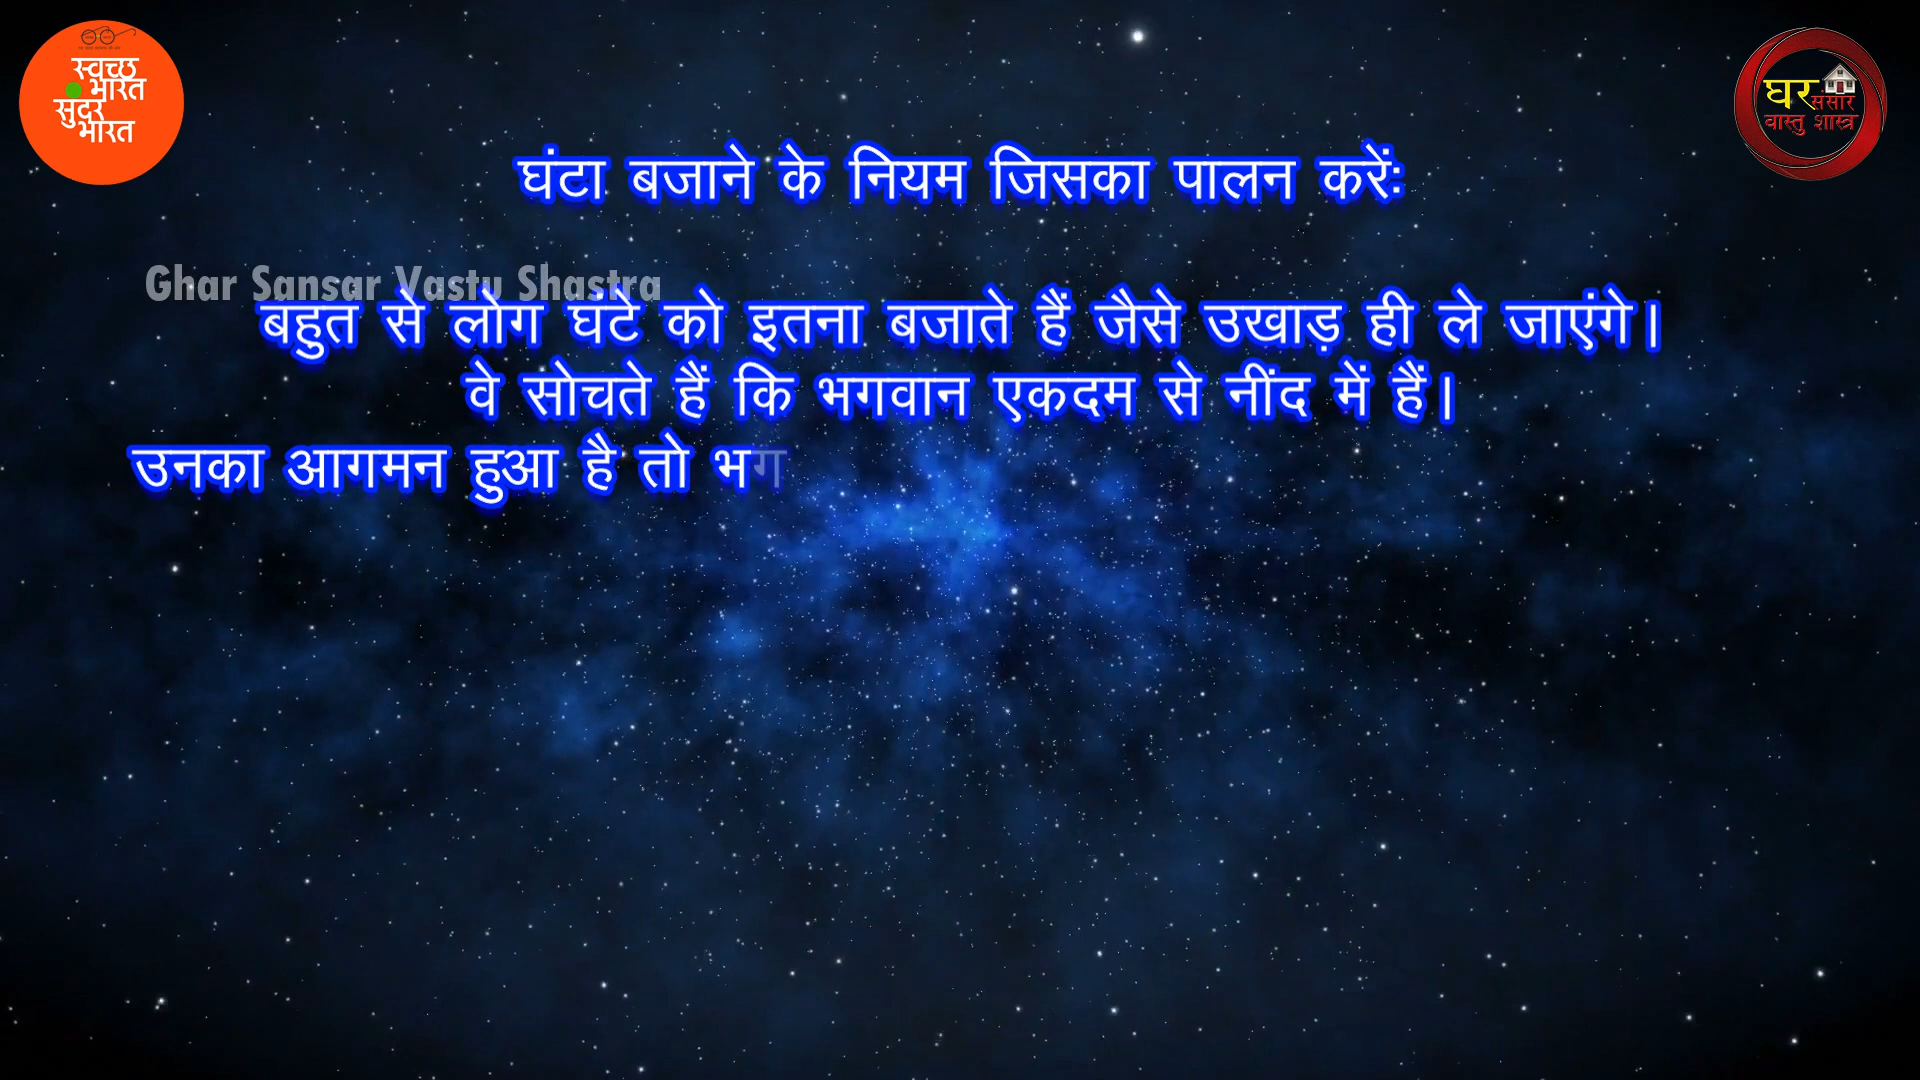 स्वच्छ
भारत
सुंदर
भारत
घर
संसार
वास्तु शास्त्र
घंटा बजाने के नियम जिसका पालन करेंः
Ghar Sansar Vastu Shastra
बहुत से लोग घंटे को इतना बजाते हैं जैसे उखाड़ ही ले जाएंगे।
वे सोचते हैं कि भगवान एकदम से नींद में हैं।
उनका आगमन हुआ है तो भग